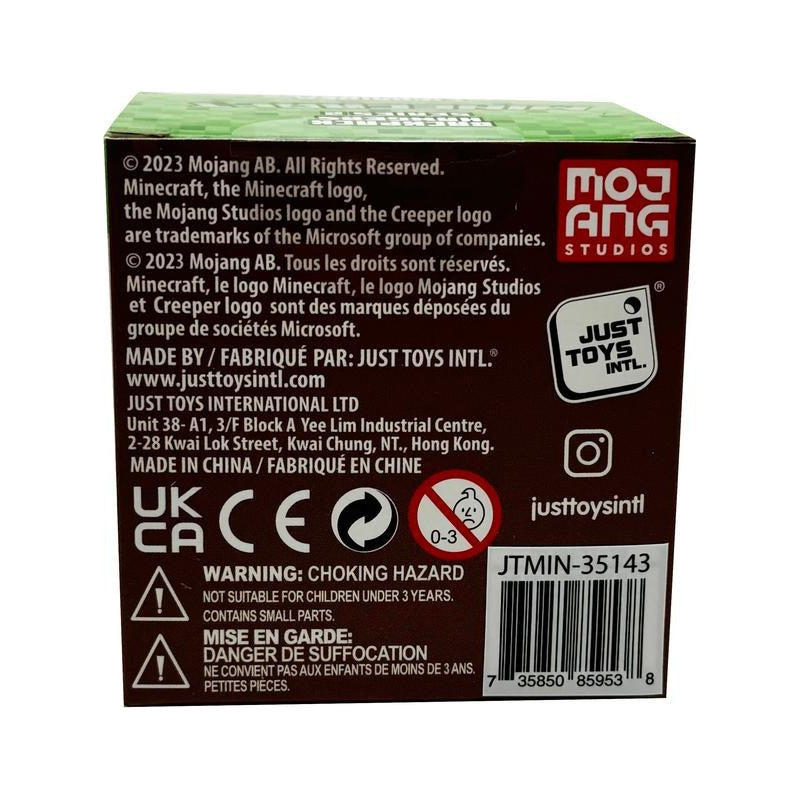 © 2023 Mojang AB. All Rights Reserved.
Minecraft, the Minecraft logo,
the Mojang Studios logo and the Creeper logo
are trademarks of the Microsoft group of companies.
© 2023 Mojang AB. Tous les droits sont réservés.
Minecraft, le logo Minecraft, le logo Mojang Studios
et Creeper logo sont des marques déposées du
groupe de sociétés Microsoft.
MADE BY / FABRIQUÉ PAR: JUST TOYS INTL.®
www.justtoysintl.com
JUST TOYS INTERNATIONAL LTD
Unit 38- A1, 3/F Block A Yee Lim Industrial Centre,
2-28 Kwai Lok Street, Kwai Chung, NT., Hong Kong.
MADE IN CHINA / FABRIQUÉ EN CHINE
MOJ
ANG
STUDIOS
®
JUST
TOYS
INTL.
justtoysintl
UK
CA
CE
0-3
WARNING: CHOKING HAZARD
NOT SUITABLE FOR CHILDREN UNDER 3 YEARS.
CONTAINS SMALL PARTS.
MISE EN GARDE:
DANGER DE SUFFOCATION
NE CONVIENT PAS AUX ENFANTS DE MOINS DE 3 ANS.
PETITES PIÈCES.
JTMIN-35143
7 35850 85953 8